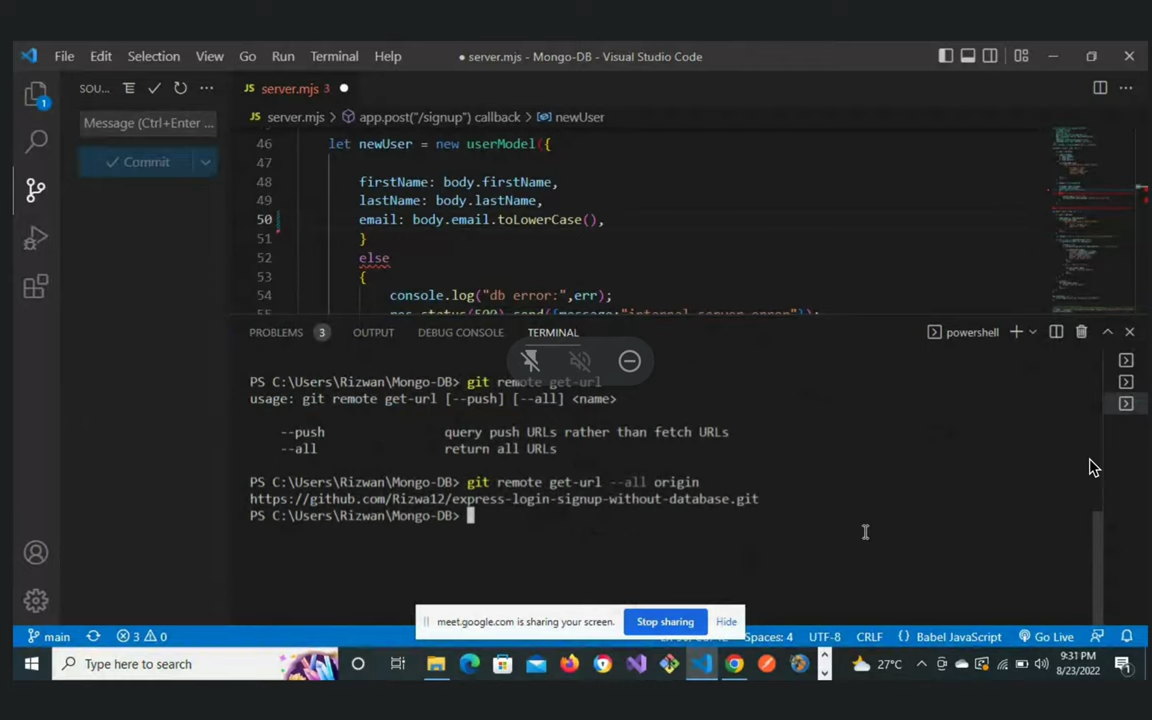 File Edit Selection View Go Run Terminal Help
● server.mjs - Mongo-DB - Visual Studio Code
SOU...
JS server.mjs 3 ●
1
Message (Ctrl+Enter ...
JS server.mjs > app.post("/signup") callback > newUser
Commit
46 let newUser = new userModel({
47
48 firstName: body.firstName,
49 lastName: body.lastName,
50 email: body.email.toLowerCase(),
51 }
52 else
53 {
54 console.log("db error:",err);
55 res.status(500).send({message:"internal server error"});
PROBLEMS 3 OUTPUT DEBUG CONSOLE TERMINAL
powershell
PS C:\Users\Rizwan\Mongo-DB> git remote get-url
usage: git remote get-url [--push] [--all] <name>
--push query push URLs rather than fetch URLs
--all return all URLs
PS C:\Users\Rizwan\Mongo-DB> git remote get-url --all origin
https://github.com/Rizwa12/express-login-signup-without-database.git
PS C:\Users\Rizwan\Mongo-DB>
meet.google.com is sharing your screen. Stop sharing Hide
main 3 0 Spaces: 4 UTF-8 CRLF {} Babel JavaScript Go Live
Type here to search
27°C
9:31 PM
8/23/2022
1